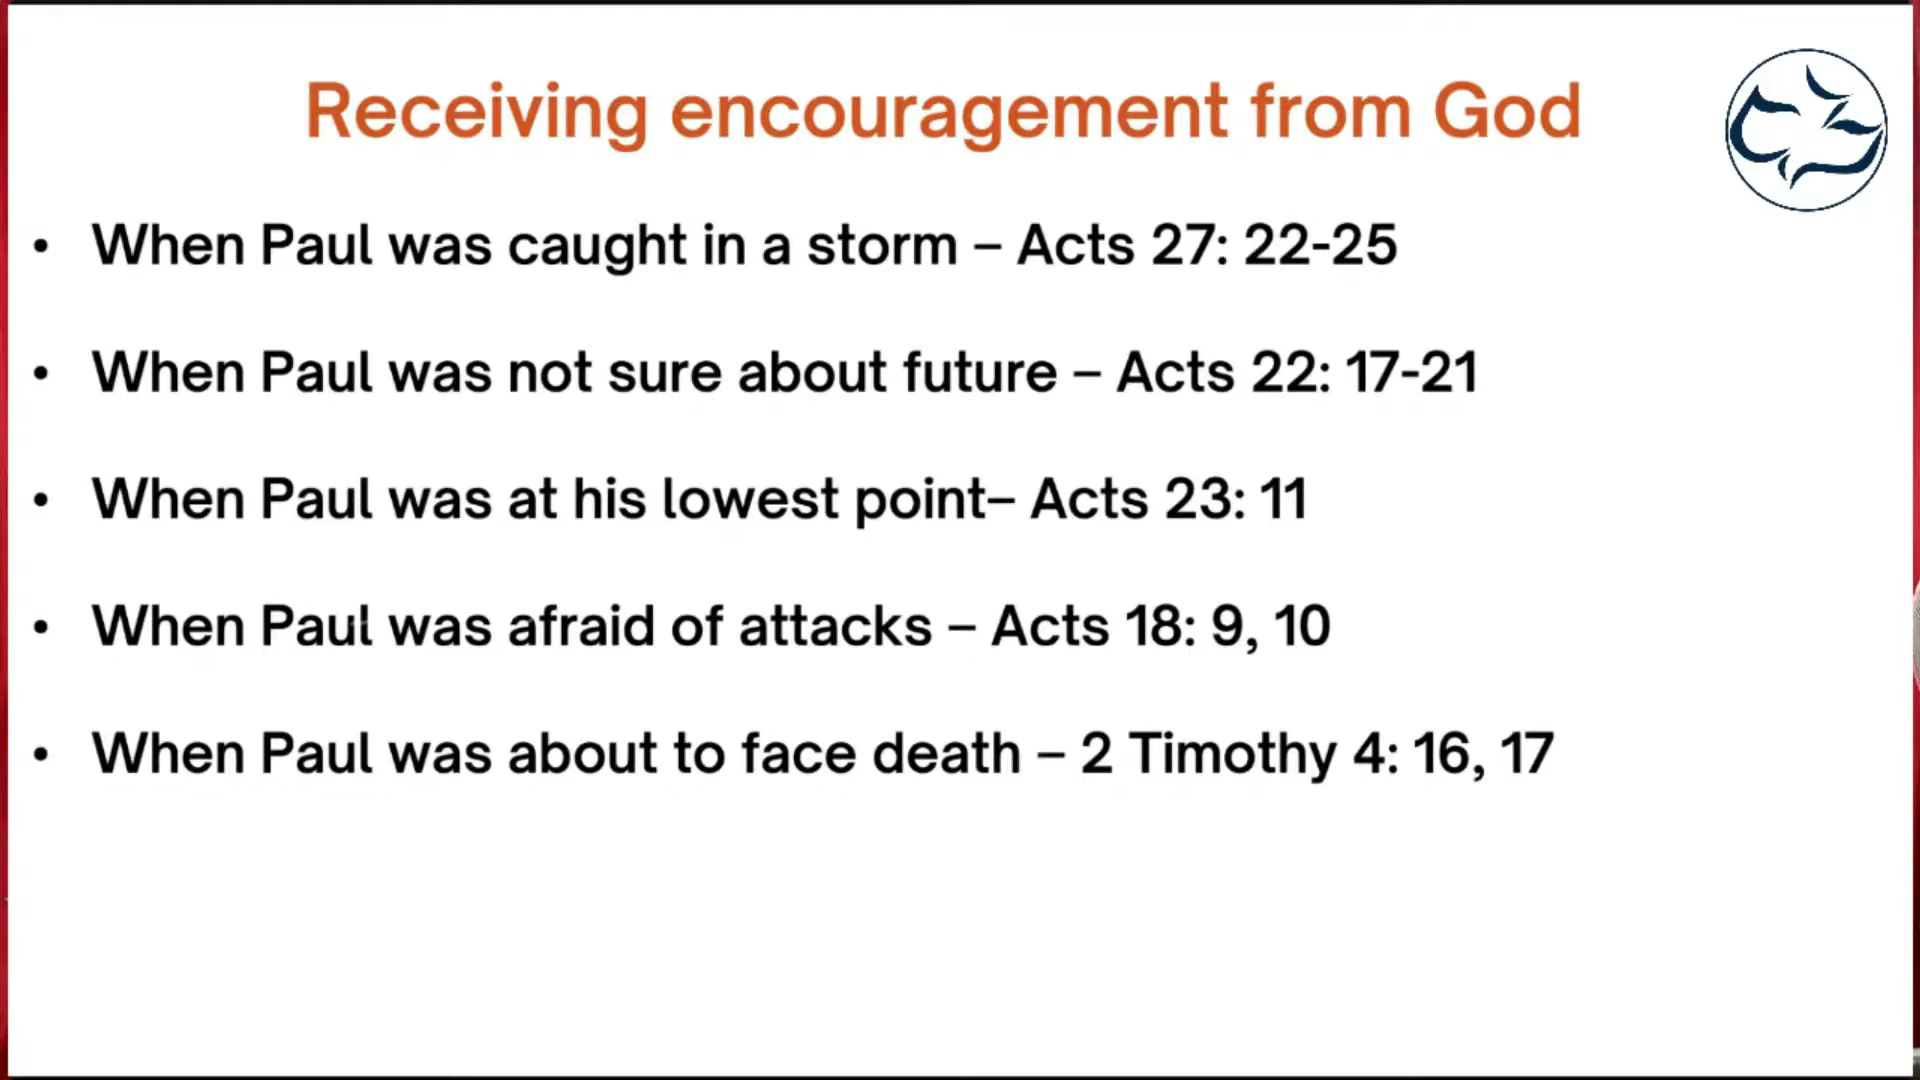 Receiving encouragement from God
• When Paul was caught in a storm – Acts 27: 22-25
• When Paul was not sure about future – Acts 22: 17-21
• When Paul was at his lowest point– Acts 23: 11
• When Paul was afraid of attacks – Acts 18: 9, 10
• When Paul was about to face death – 2 Timothy 4: 16, 17